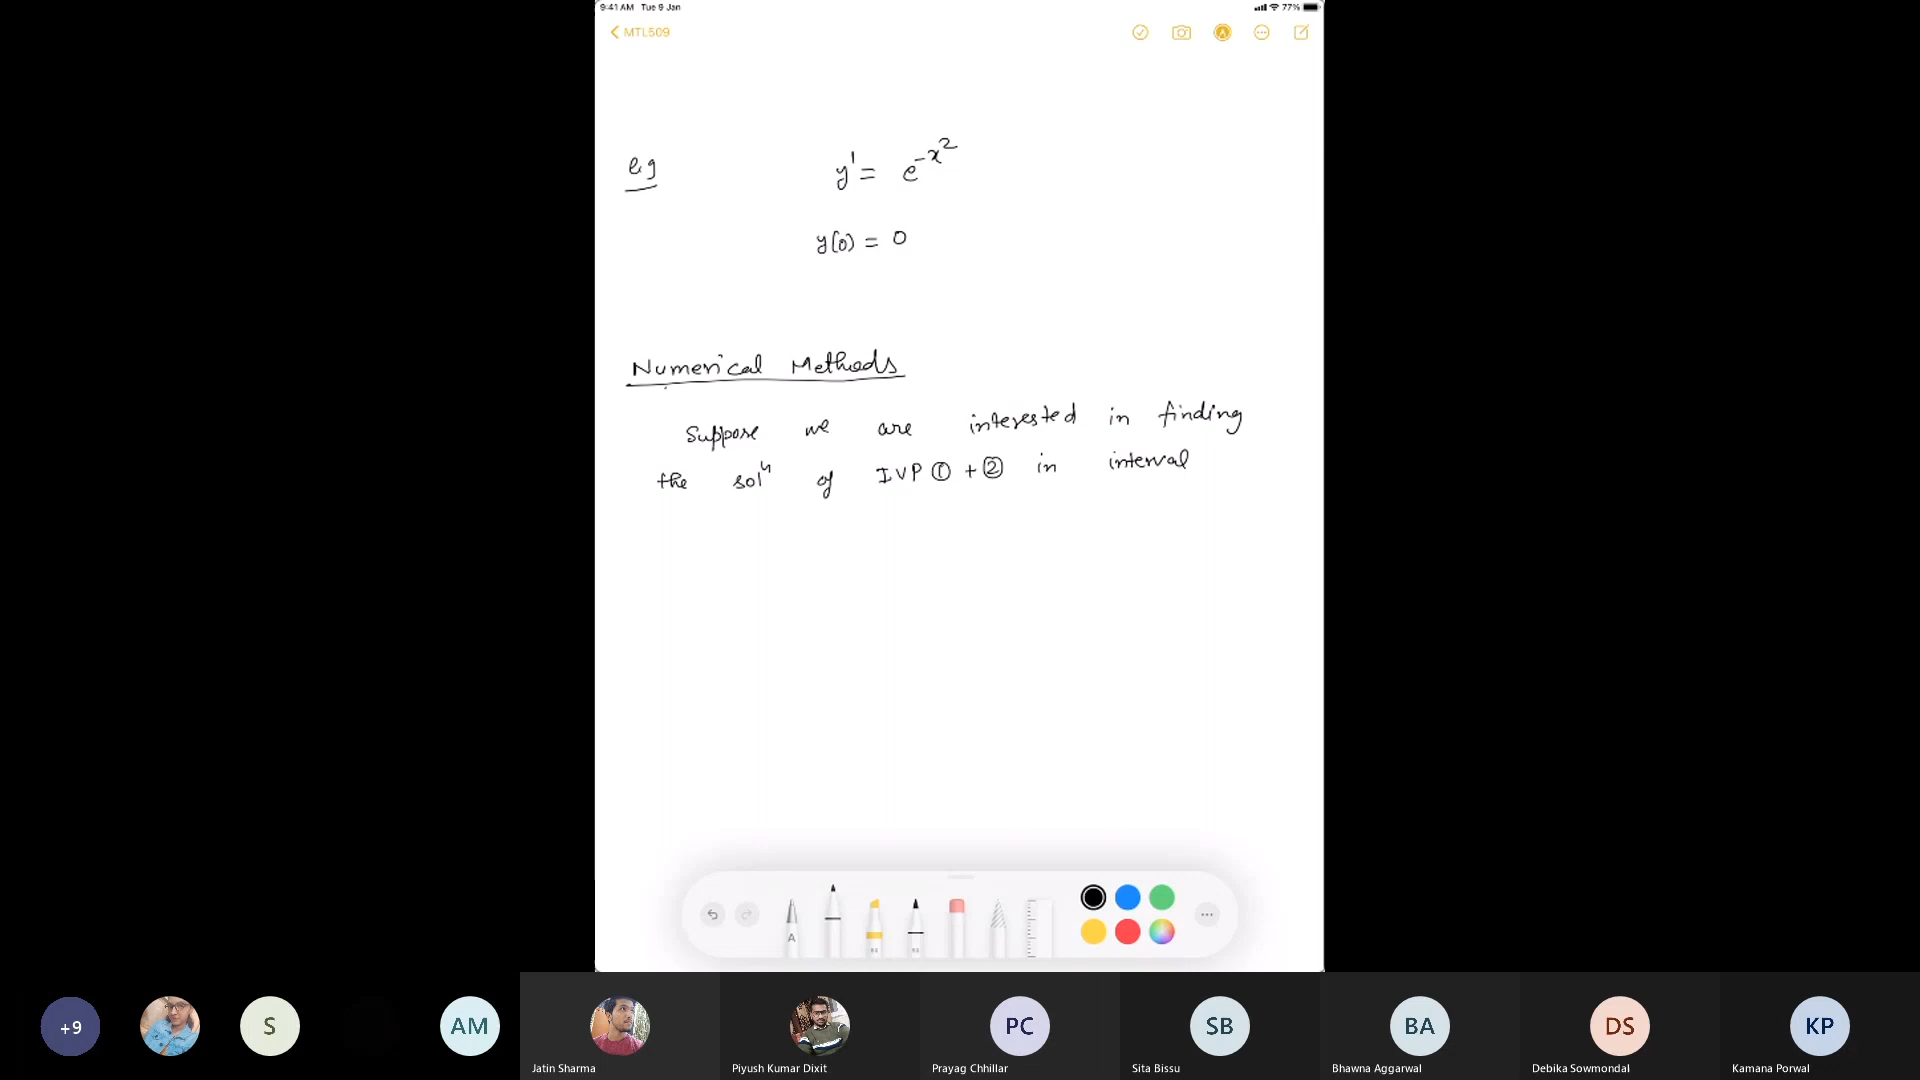 9:41 AM Tue 9 Jan
77%
MTL509
eg
y' = e^{-x^2}
y(0) = 0
Numerical Methods
Suppose we are interested in finding
the solⁿ of IVP ① + ② in interval
A
+9
S
AM
PC
SB
BA
DS
KP
Jatin Sharma
Piyush Kumar Dixit
Prayag Chhillar
Sita Bissu
Bhawna Aggarwal
Debika Sowmondal
Kamana Porwal